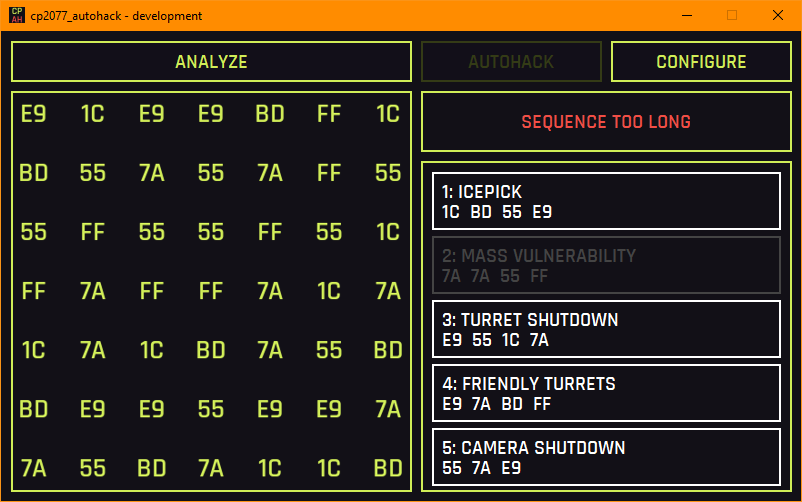 CP
AH
cp2077_autohack - development
ANALYZE
AUTOHACK
CONFIGURE
E9 1C E9 E9 BD FF 1C
BD 55 7A 55 7A FF 55
55 FF 55 55 FF 55 1C
FF 7A FF FF 7A 1C 7A
1C 7A 1C BD 7A 55 BD
BD E9 E9 55 E9 E9 7A
7A 55 BD 7A 1C 1C BD
SEQUENCE TOO LONG
1: ICEPICK
1C BD 55 E9
2: MASS VULNERABILITY
7A 7A 55 FF
3: TURRET SHUTDOWN
E9 55 1C 7A
4: FRIENDLY TURRETS
E9 7A BD FF
5: CAMERA SHUTDOWN
55 7A E9